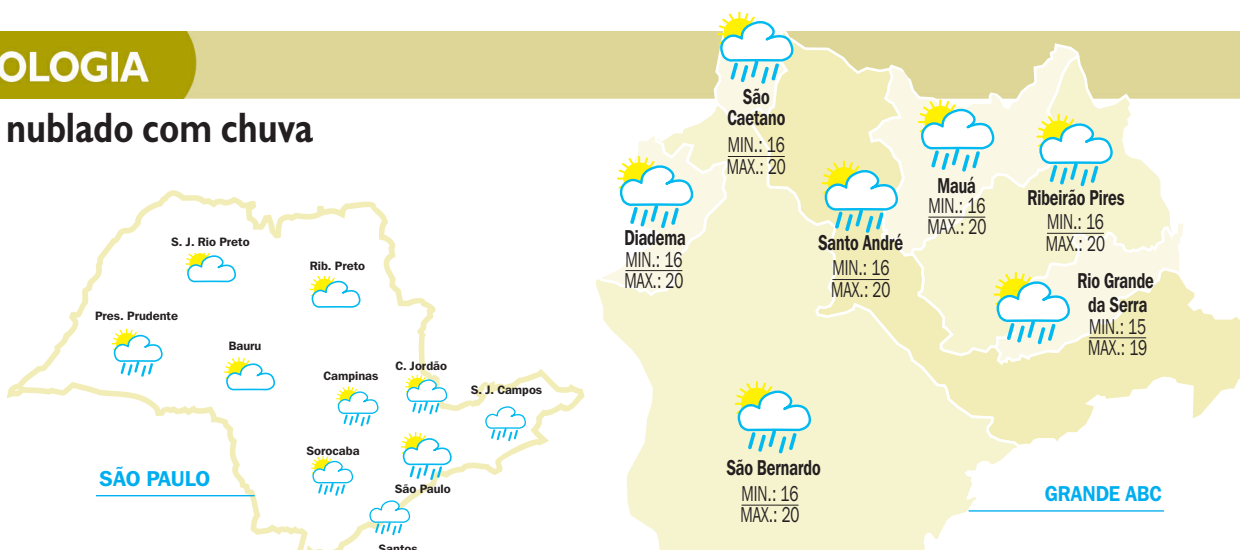 OLOGIA
nublado com chuva
S. J. Rio Preto
Rib. Preto
Pres. Prudente
Bauru
Campinas
C. Jordão
S. J. Campos
Sorocaba
São Paulo
Santos
SÃO PAULO
São
Caetano
MIN.: 16
MAX.: 20
Diadema
MIN.: 16
MAX.: 20
Santo André
MIN.: 16
MAX.: 20
Mauá
MIN.: 16
MAX.: 20
Ribeirão Pires
MIN.: 16
MAX.: 20
Rio Grande
da Serra
MIN.: 15
MAX.: 19
São Bernardo
MIN.: 16
MAX.: 20
GRANDE ABC